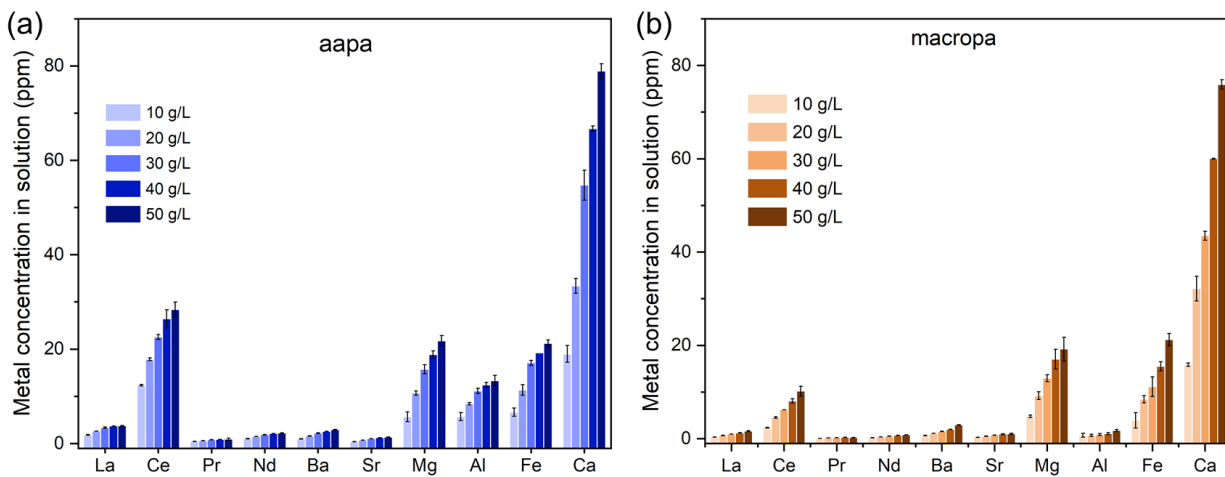 (a)
aapa
Metal concentration in solution (ppm)
80
60
40
20
0
10 g/L
20 g/L
30 g/L
40 g/L
50 g/L
La Ce Pr Nd Ba Sr Mg Al Fe Ca
(b)
macropa
Metal concentration in solution (ppm)
80
60
40
20
0
10 g/L
20 g/L
30 g/L
40 g/L
50 g/L
La Ce Pr Nd Ba Sr Mg Al Fe Ca